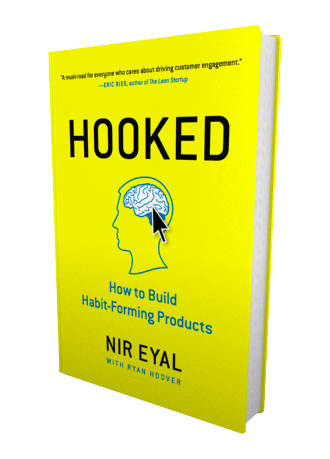 "A must-read for everyone who cares about driving customer engagement."
—ERIC RIES, author of The Lean Startup
HOOKED
How to Build
Habit-Forming Products
NIR EYAL
WITH RYAN HOOVER